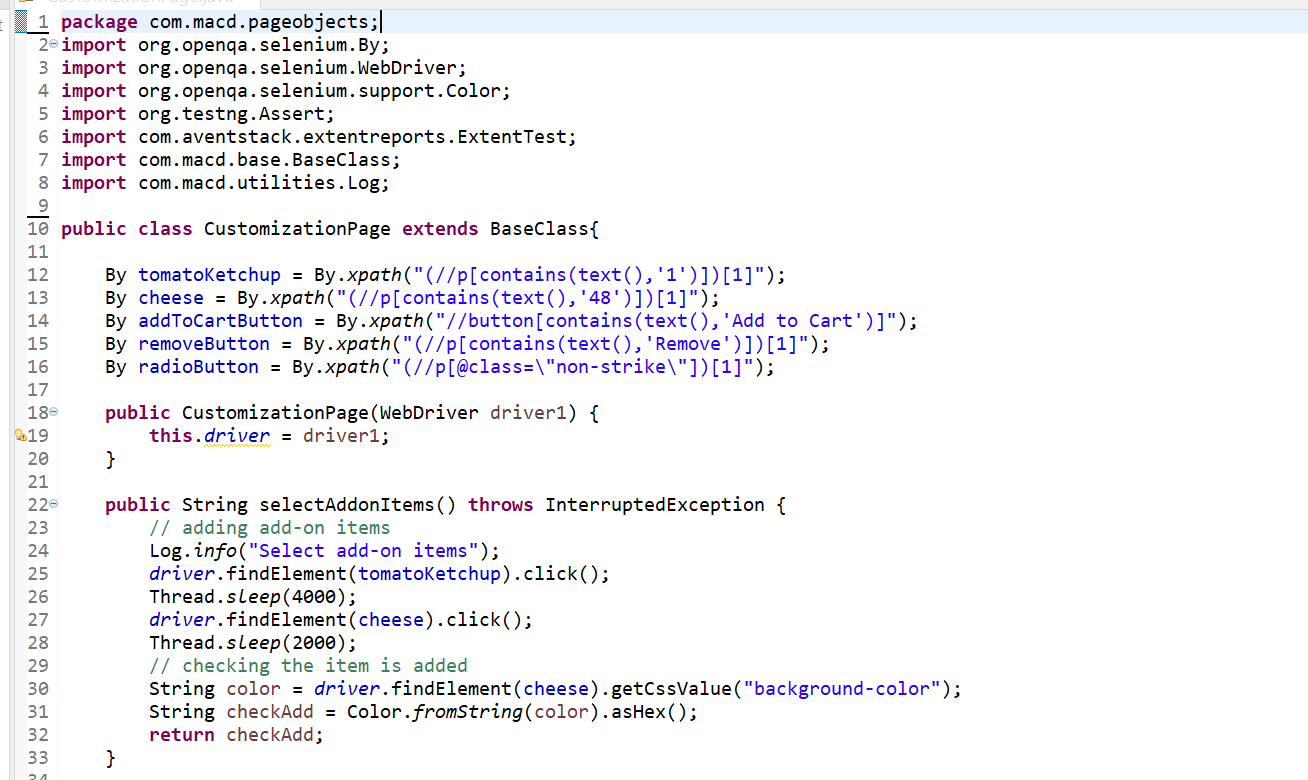 1 package com.macd.pageobjects;
2 import org.openqa.selenium.By;
3 import org.openqa.selenium.WebDriver;
4 import org.openqa.selenium.support.Color;
5 import org.testng.Assert;
6 import com.aventstack.extentreports.ExtentTest;
7 import com.macd.base.BaseClass;
8 import com.macd.utilities.Log;
9
10 public class CustomizationPage extends BaseClass{
11
12     By tomatoKetchup = By.xpath("(//p[contains(text(),'1')])[1]");
13     By cheese = By.xpath("(//p[contains(text(),'48')])[1]");
14     By addToCartButton = By.xpath("//button[contains(text(),'Add to Cart')]");
15     By removeButton = By.xpath("(//p[contains(text(),'Remove')])[1]");
16     By radioButton = By.xpath("(//p[@class=\"non-strike\"])[1]");
17
18     public CustomizationPage(WebDriver driver1) {
19         this.driver = driver1;
20     }
21
22     public String selectAddonItems() throws InterruptedException {
23         // adding add-on items
24         Log.info("Select add-on items");
25         driver.findElement(tomatoKetchup).click();
26         Thread.sleep(4000);
27         driver.findElement(cheese).click();
28         Thread.sleep(2000);
29         // checking the item is added
30         String color = driver.findElement(cheese).getCssValue("background-color");
31         String checkAdd = Color.fromString(color).asHex();
32         return checkAdd;
33     }